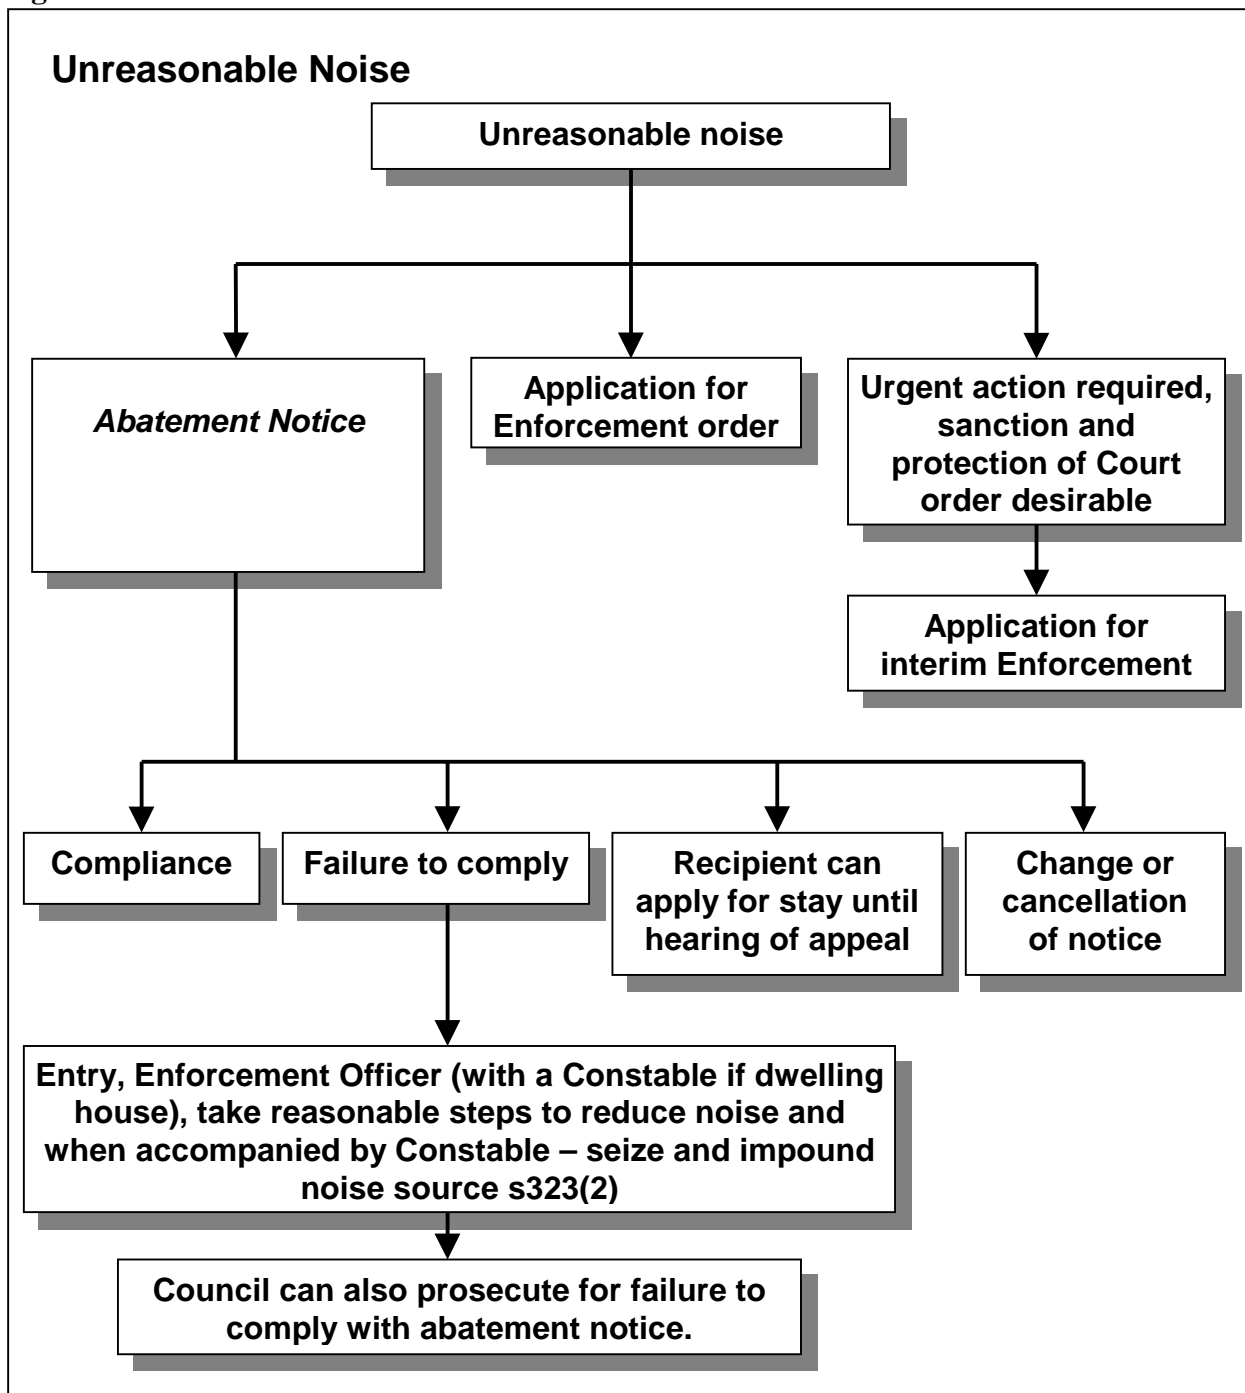 Unreasonable Noise
Unreasonable noise
Abatement Notice
Application for
Enforcement order
Urgent action required,
sanction and
protection of Court
order desirable
Application for
interim Enforcement
Compliance
Failure to comply
Recipient can
apply for stay until
hearing of appeal
Change or
cancellation
of notice
Entry, Enforcement Officer (with a Constable if dwelling
house), take reasonable steps to reduce noise and
when accompanied by Constable – seize and impound
noise source s323(2)
Council can also prosecute for failure to
comply with abatement notice.